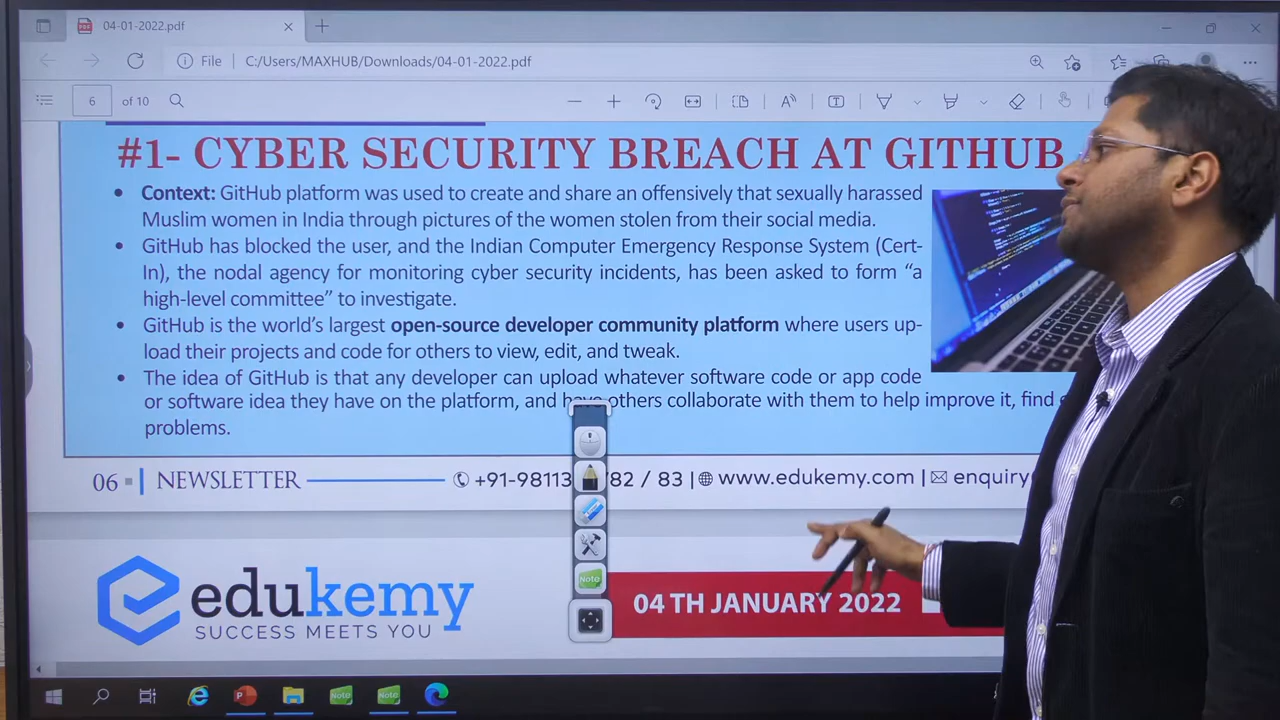 04-01-2022.pdf
File
C:/Users/MAXHUB/Downloads/04-01-2022.pdf
6 of 10
#1- CYBER SECURITY BREACH AT GITHUB
• Context: GitHub platform was used to create and share an offensively that sexually harassed
Muslim women in India through pictures of the women stolen from their social media.
• GitHub has blocked the user, and the Indian Computer Emergency Response System (Cert-
In), the nodal agency for monitoring cyber security incidents, has been asked to form “a
high-level committee” to investigate.
• GitHub is the world’s largest open-source developer community platform where users up-
load their projects and code for others to view, edit, and tweak.
• The idea of GitHub is that any developer can upload whatever software code or app code
or software idea they have on the platform, and have others collaborate with them to help improve it, find
problems.
06 NEWSLETTER
+91-98113 82 / 83 | www.edukemy.com | enquiry
edukemy
SUCCESS MEETS YOU
04 TH JANUARY 2022
Note
Note
Note